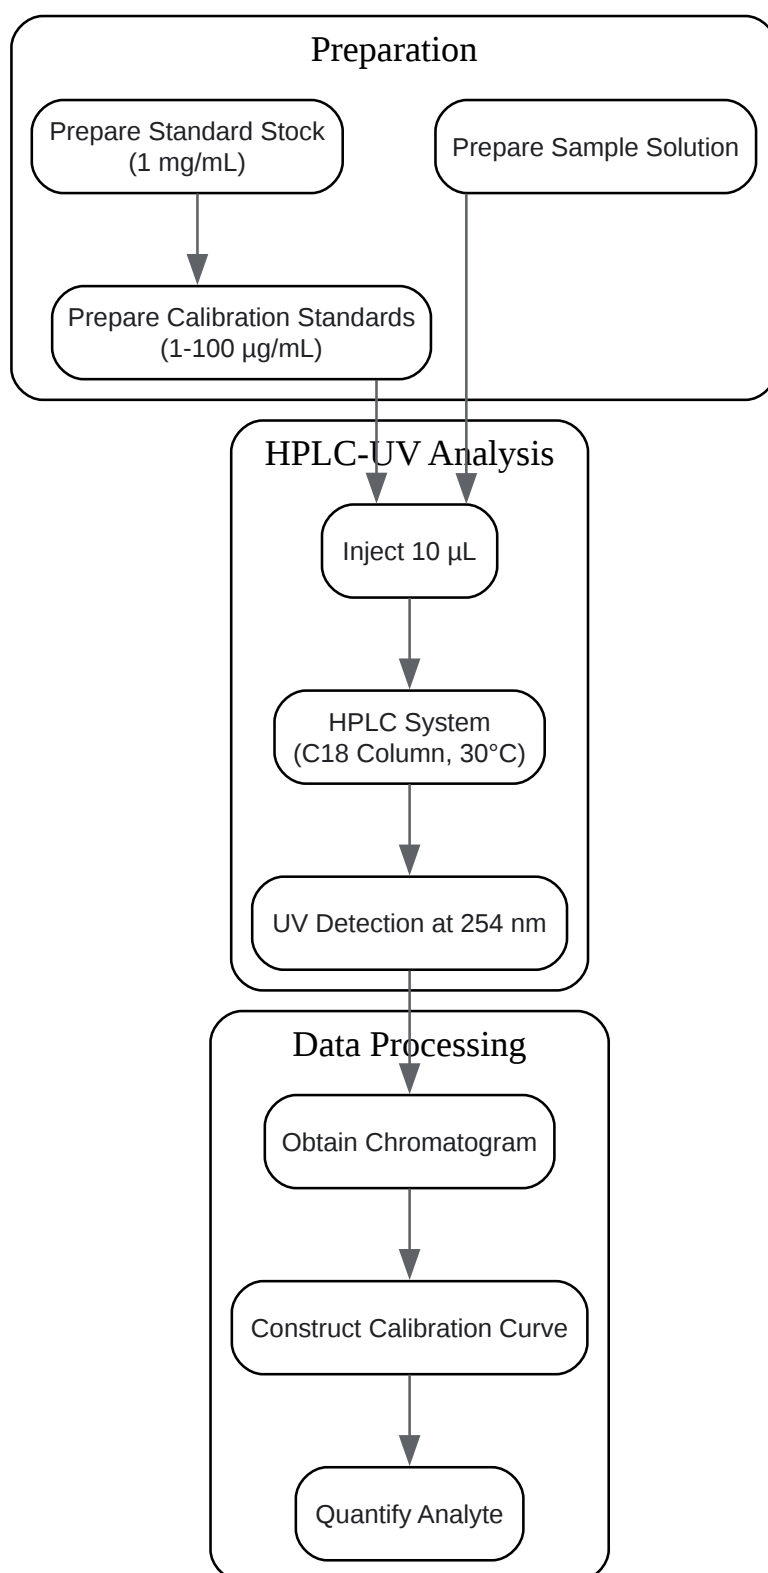 Preparation
Prepare Standard Stock
(1 mg/mL)
Prepare Sample Solution
Prepare Calibration Standards
(1-100 µg/mL)
HPLC-UV Analysis
Inject 10 µL
HPLC System
(C18 Column, 30°C)
UV Detection at 254 nm
Data Processing
Obtain Chromatogram
Construct Calibration Curve
Quantify Analyte